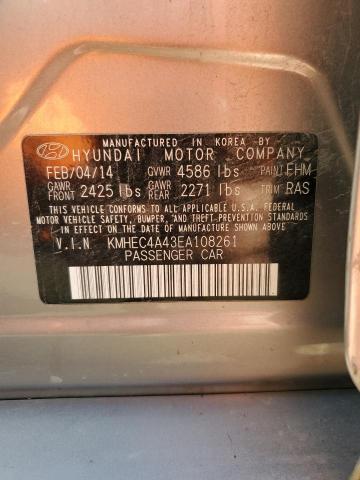 MANUFACTURED IN KOREA BY
HYUNDAI MOTOR COMPANY
FEB/04/14 GVWR 4586 lbs PAINT EHM
GAWR FRONT 2425 lbs GAWR REAR 2271 lbs TRIM RAS
THIS VEHICLE CONFORMS TO ALL APPLICABLE U.S.A. FEDERAL
MOTOR VEHICLE SAFETY, BUMPER, AND THEFT PREVENTION
STANDARDS IN EFFECT ON THE DATE OF MANUFACTURE SHOWN ABOVE
V.I.N KMHEC4A43EA108261
PASSENGER CAR